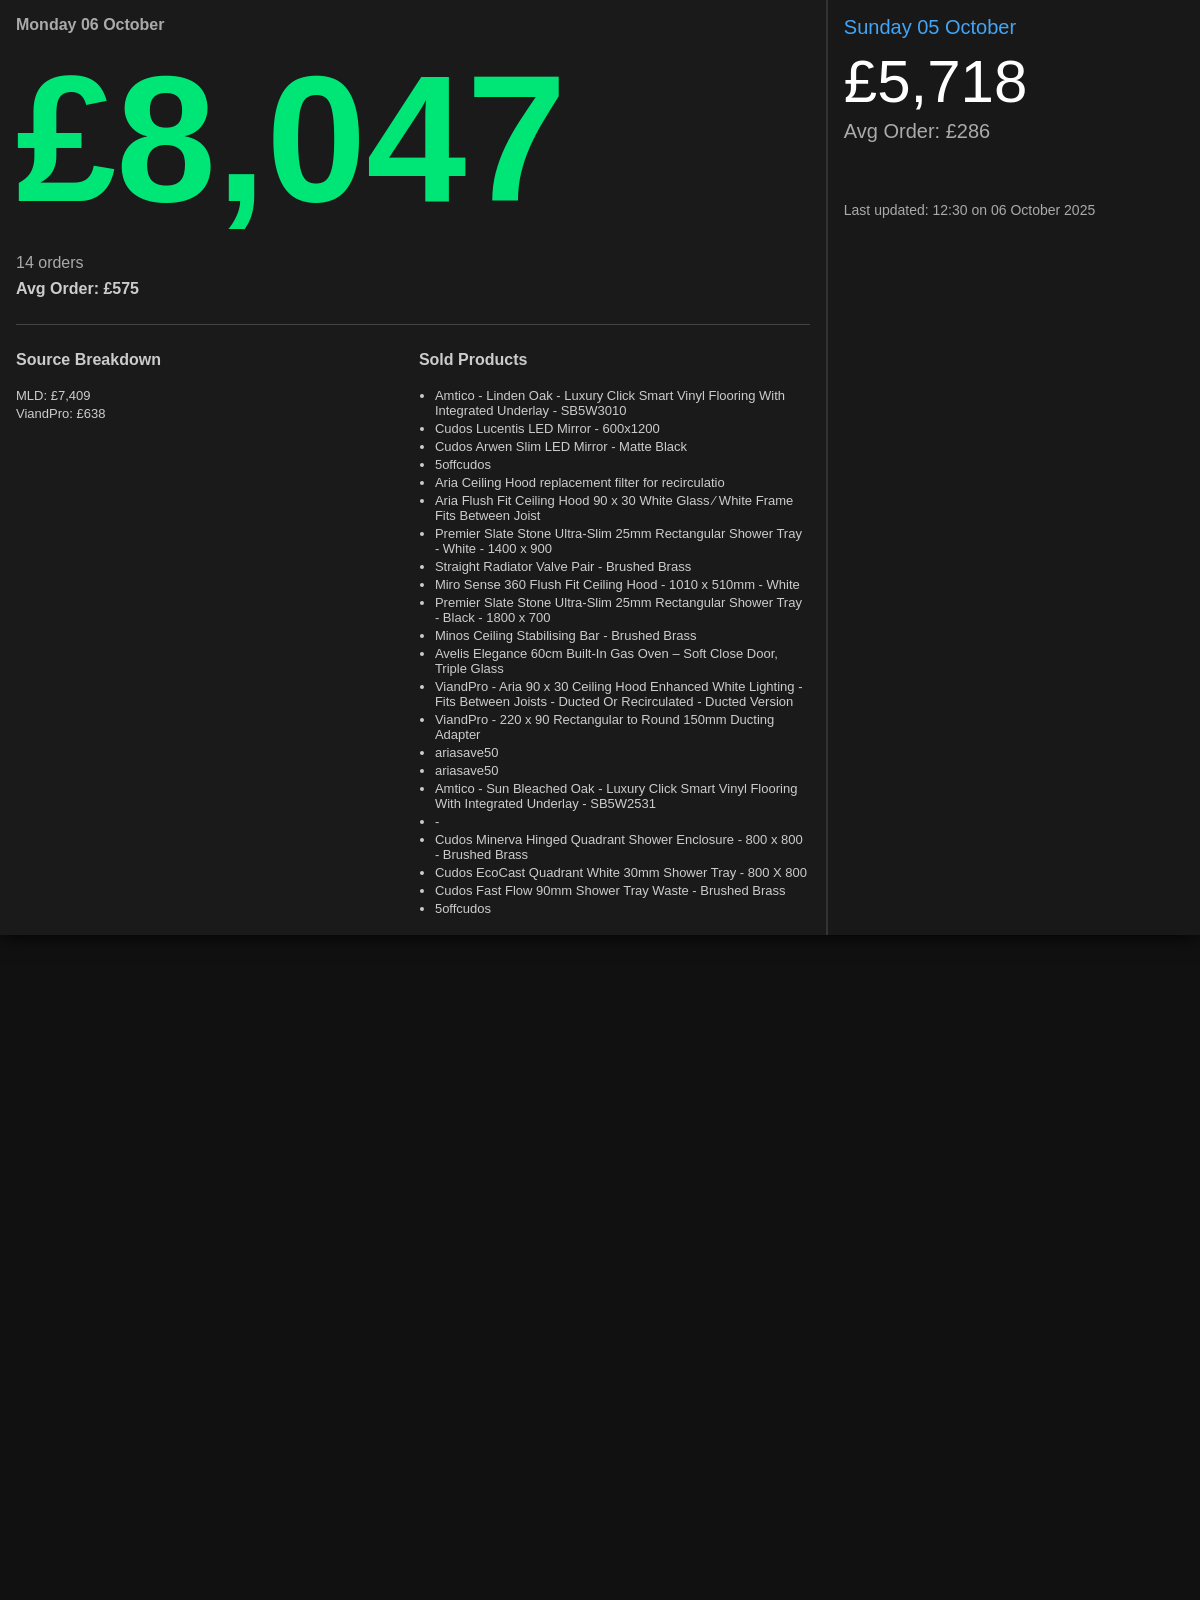 Monday 06 October
£8,047
14 orders
Avg Order: £575
Source Breakdown
MLD: £7,409
ViandPro: £638
Sold Products
• Amtico - Linden Oak - Luxury Click Smart Vinyl Flooring With
Integrated Underlay - SB5W3010
• Cudos Lucentis LED Mirror - 600x1200
• Cudos Arwen Slim LED Mirror - Matte Black
• 5offcudos
• Aria Ceiling Hood replacement filter for recirculatio
• Aria Flush Fit Ceiling Hood 90 x 30 White Glass ⁄ White Frame
Fits Between Joist
• Premier Slate Stone Ultra-Slim 25mm Rectangular Shower Tray
- White - 1400 x 900
• Straight Radiator Valve Pair - Brushed Brass
• Miro Sense 360 Flush Fit Ceiling Hood - 1010 x 510mm - White
• Premier Slate Stone Ultra-Slim 25mm Rectangular Shower Tray
- Black - 1800 x 700
• Minos Ceiling Stabilising Bar - Brushed Brass
• Avelis Elegance 60cm Built-In Gas Oven – Soft Close Door,
Triple Glass
• ViandPro - Aria 90 x 30 Ceiling Hood Enhanced White Lighting -
Fits Between Joists - Ducted Or Recirculated - Ducted Version
• ViandPro - 220 x 90 Rectangular to Round 150mm Ducting
Adapter
• ariasave50
• ariasave50
• Amtico - Sun Bleached Oak - Luxury Click Smart Vinyl Flooring
With Integrated Underlay - SB5W2531
• -
• Cudos Minerva Hinged Quadrant Shower Enclosure - 800 x 800
- Brushed Brass
• Cudos EcoCast Quadrant White 30mm Shower Tray - 800 X 800
• Cudos Fast Flow 90mm Shower Tray Waste - Brushed Brass
• 5offcudos
Sunday 05 October
£5,718
Avg Order: £286
Last updated: 12:30 on 06 October 2025